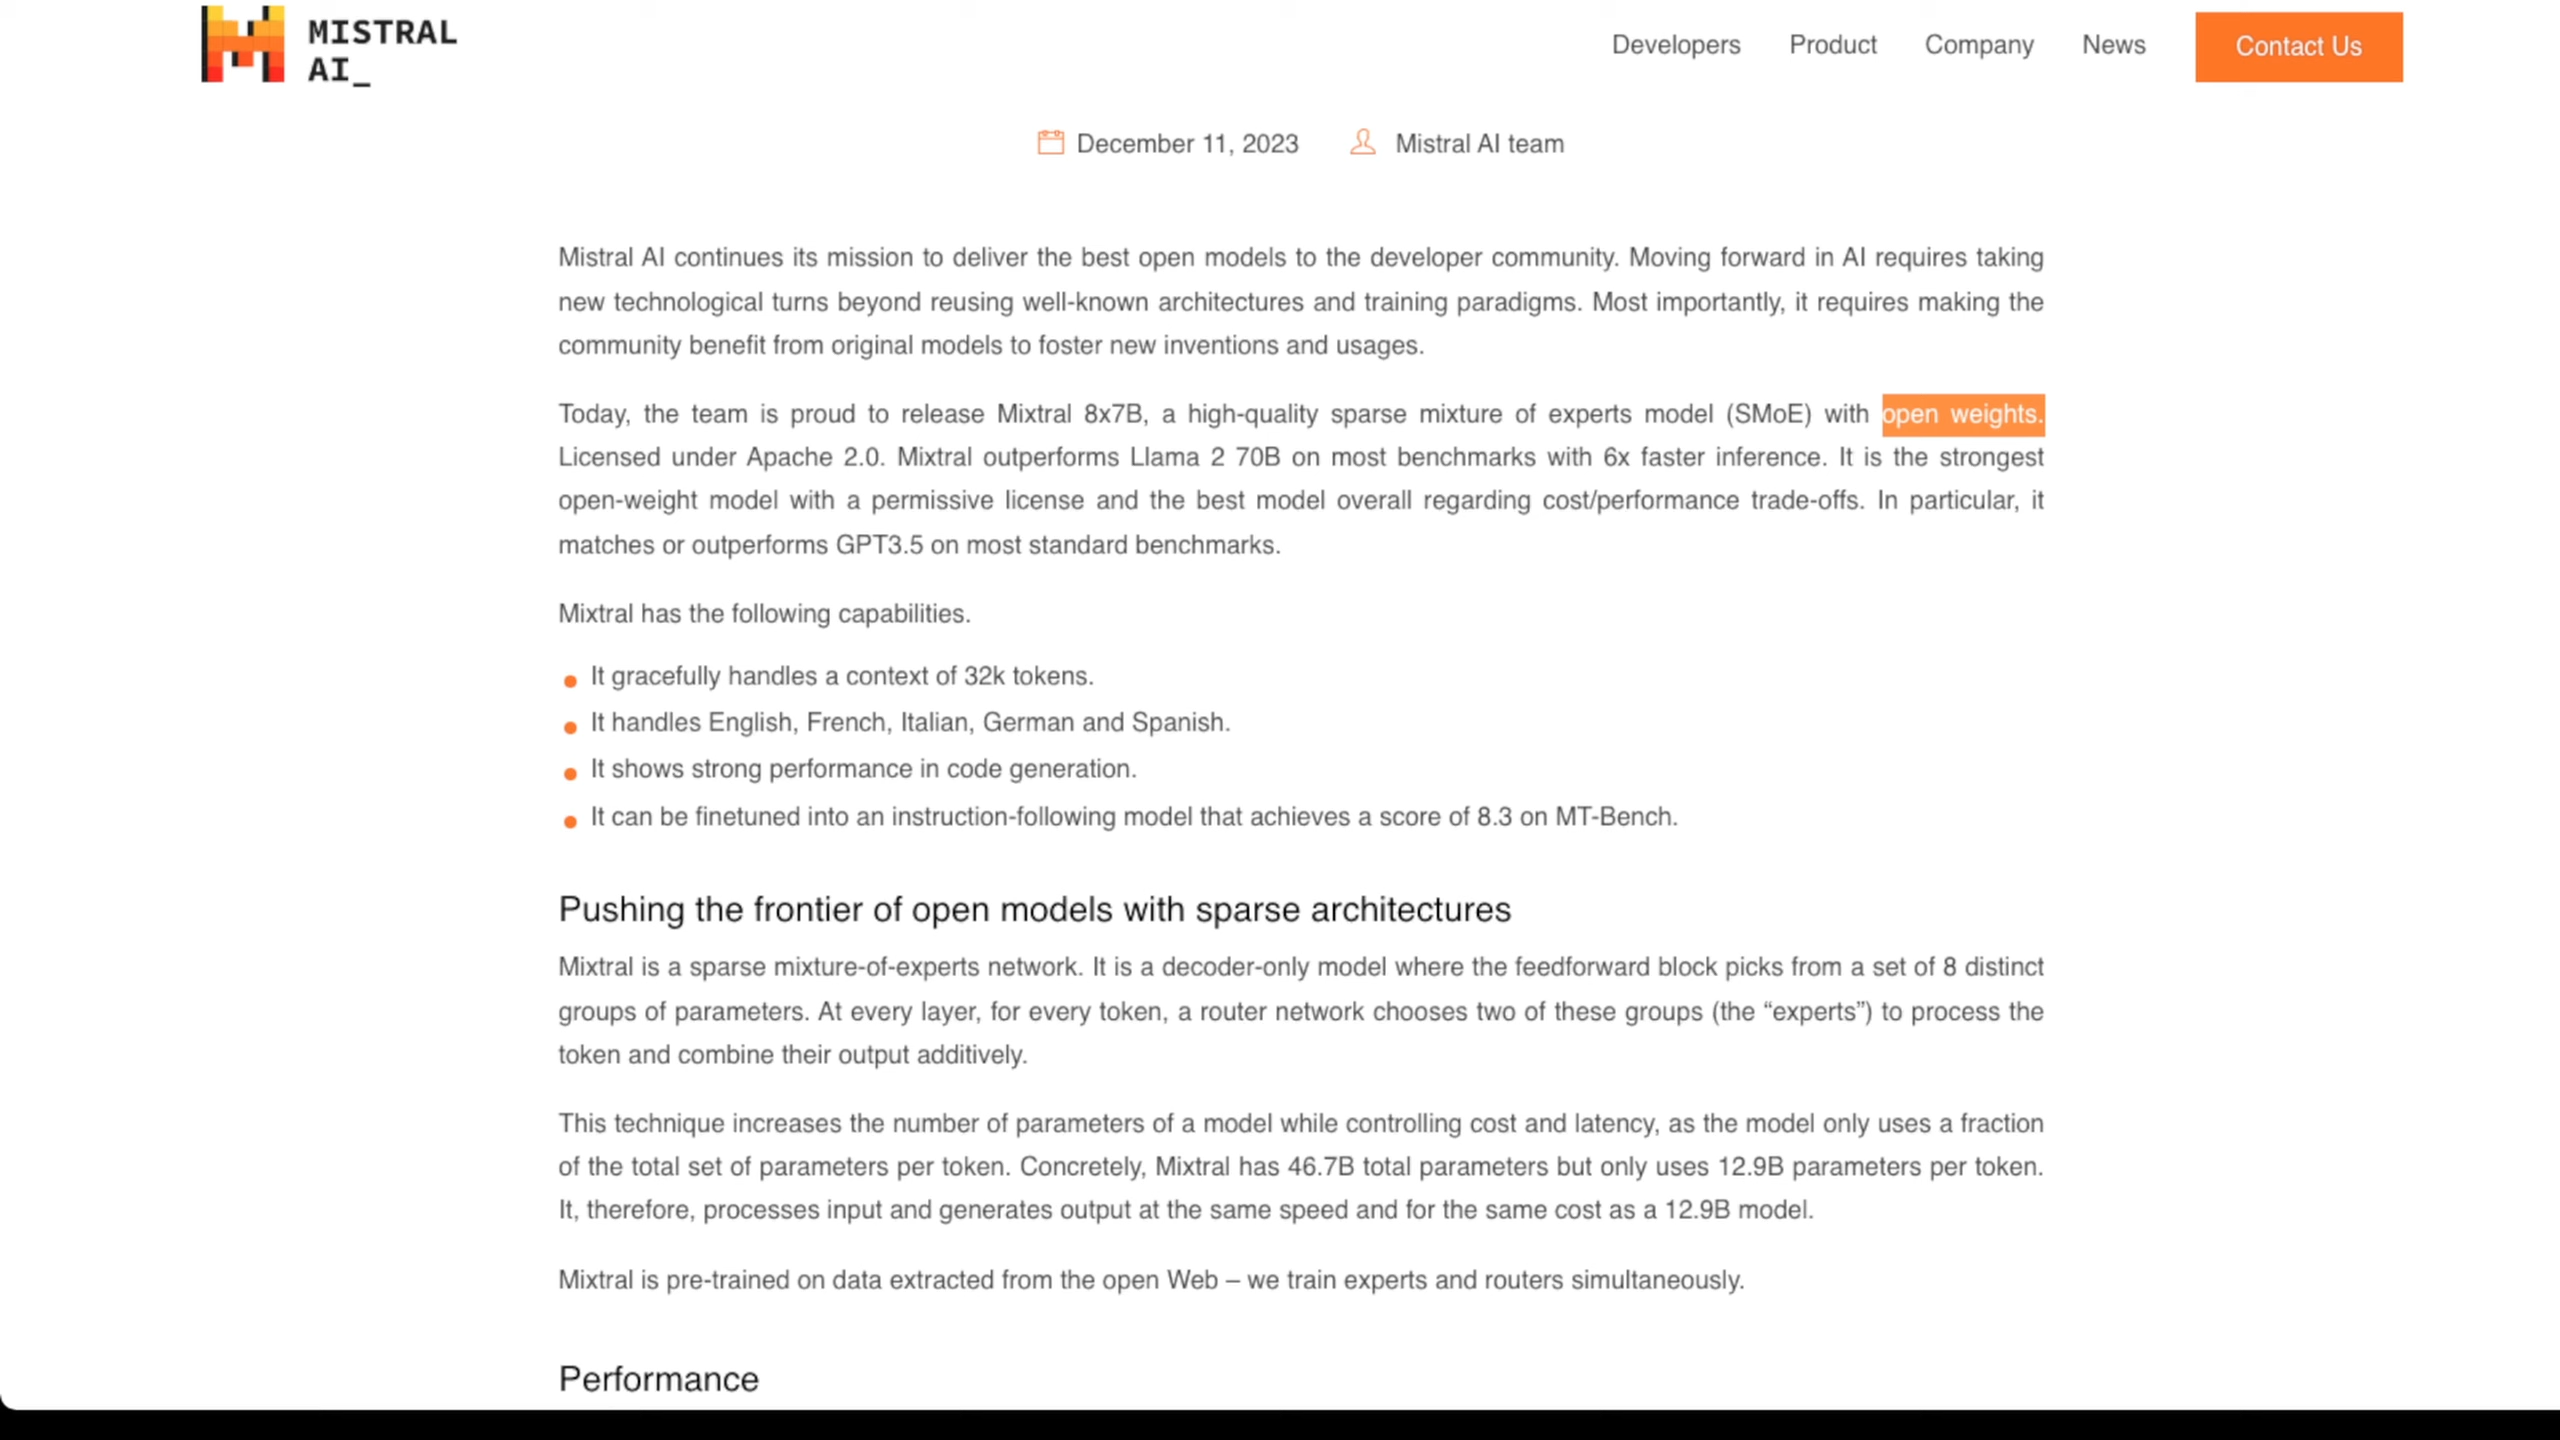 MISTRAL
AI_
Developers Product Company News Contact Us
December 11, 2023 Mistral AI team
Mistral AI continues its mission to deliver the best open models to the developer community. Moving forward in AI requires taking
new technological turns beyond reusing well-known architectures and training paradigms. Most importantly, it requires making the
community benefit from original models to foster new inventions and usages.
Today, the team is proud to release Mixtral 8x7B, a high-quality sparse mixture of experts model (SMoE) with open weights.
Licensed under Apache 2.0. Mixtral outperforms Llama 2 70B on most benchmarks with 6x faster inference. It is the strongest
open-weight model with a permissive license and the best model overall regarding cost/performance trade-offs. In particular, it
matches or outperforms GPT3.5 on most standard benchmarks.
Mixtral has the following capabilities.
It gracefully handles a context of 32k tokens.
It handles English, French, Italian, German and Spanish.
It shows strong performance in code generation.
It can be finetuned into an instruction-following model that achieves a score of 8.3 on MT-Bench.
Pushing the frontier of open models with sparse architectures
Mixtral is a sparse mixture-of-experts network. It is a decoder-only model where the feedforward block picks from a set of 8 distinct
groups of parameters. At every layer, for every token, a router network chooses two of these groups (the “experts”) to process the
token and combine their output additively.
This technique increases the number of parameters of a model while controlling cost and latency, as the model only uses a fraction
of the total set of parameters per token. Concretely, Mixtral has 46.7B total parameters but only uses 12.9B parameters per token.
It, therefore, processes input and generates output at the same speed and for the same cost as a 12.9B model.
Mixtral is pre-trained on data extracted from the open Web – we train experts and routers simultaneously.
Performance